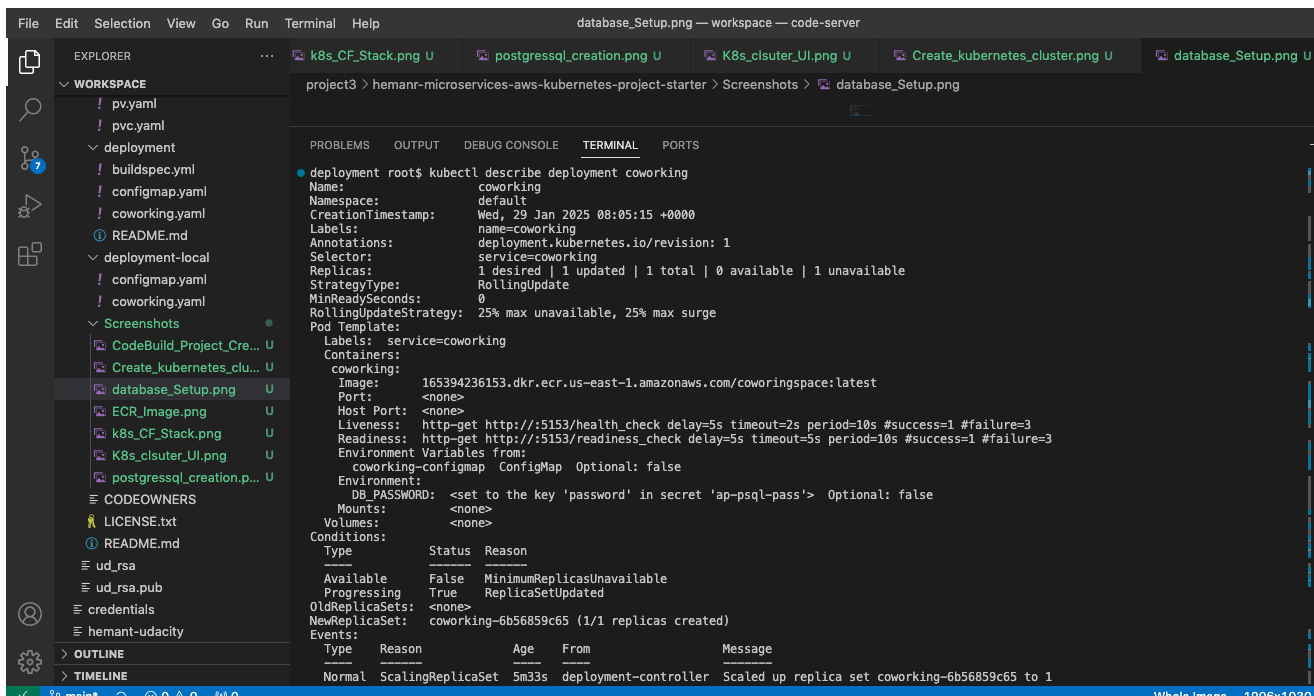 File Edit Selection View Go Run Terminal Help
database_Setup.png — workspace — code-server
EXPLORER
WORKSPACE
pv.yaml
pvc.yaml
deployment
buildspec.yml
configmap.yaml
coworking.yaml
README.md
deployment-local
configmap.yaml
coworking.yaml
Screenshots
CodeBuild_Project_Cre... U
Create_kubernetes_clu... U
database_Setup.png U
ECR_Image.png U
k8s_CF_Stack.png U
K8s_clsuter_UI.png U
postgressql_creation.p... U
CODEOWNERS
LICENSE.txt
README.md
ud_rsa
ud_rsa.pub
credentials
hemant-udacity
OUTLINE
TIMELINE
7
k8s_CF_Stack.png U postgressql_creation.png U K8s_clsuter_UI.png U Create_kubernetes_cluster.png U database_Setup.png U
project3 > hemanr-microservices-aws-kubernetes-project-starter > Screenshots > database_Setup.png
PROBLEMS OUTPUT DEBUG CONSOLE TERMINAL PORTS
deployment root$ kubectl describe deployment coworking
Name: coworking
Namespace: default
CreationTimestamp: Wed, 29 Jan 2025 08:05:15 +0000
Labels: name=coworking
Annotations: deployment.kubernetes.io/revision: 1
Selector: service=coworking
Replicas: 1 desired | 1 updated | 1 total | 0 available | 1 unavailable
StrategyType: RollingUpdate
MinReadySeconds: 0
RollingUpdateStrategy: 25% max unavailable, 25% max surge
Pod Template:
Labels: service=coworking
Containers:
coworking:
Image: 165394236153.dkr.ecr.us-east-1.amazonaws.com/coworingspace:latest
Port: <none>
Host Port: <none>
Liveness: http-get http://:5153/health_check delay=5s timeout=2s period=10s #success=1 #failure=3
Readiness: http-get http://:5153/readiness_check delay=5s timeout=5s period=10s #success=1 #failure=3
Environment Variables from:
coworking-configmap ConfigMap Optional: false
Environment:
DB_PASSWORD: <set to the key 'password' in secret 'ap-psql-pass'> Optional: false
Mounts: <none>
Volumes: <none>
Conditions:
Type Status Reason
---- ------ ------
Available False MinimumReplicasUnavailable
Progressing True ReplicaSetUpdated
OldReplicaSets: <none>
NewReplicaSet: coworking-6b56859c65 (1/1 replicas created)
Events:
Type Reason Age From Message
---- ------ ---- ---- -------
Normal ScalingReplicaSet 5m33s deployment-controller Scaled up replica set coworking-6b56859c65 to 1
main* 0 0 0
Whole Image 1906x1030